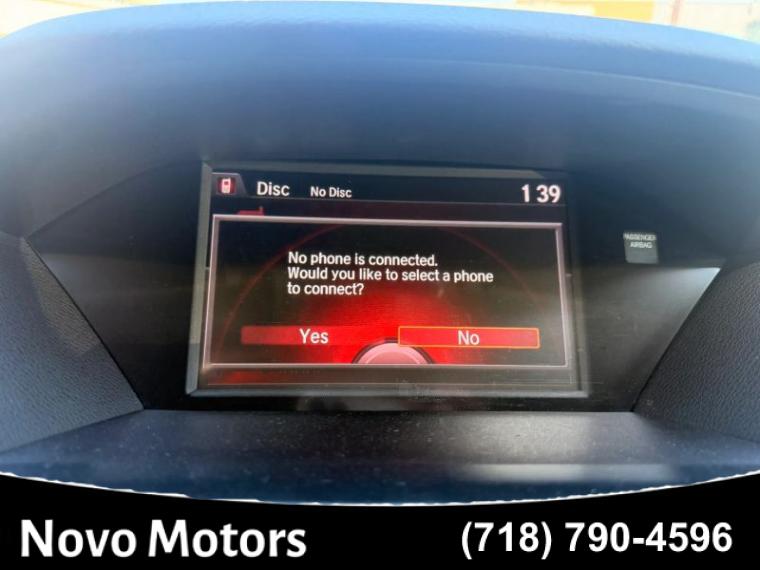 Disc No Disc 1 39
PASSENGER
AIRBAG
No phone is connected.
Would you like to select a phone
to connect?
Yes No
Novo Motors (718) 790-4596